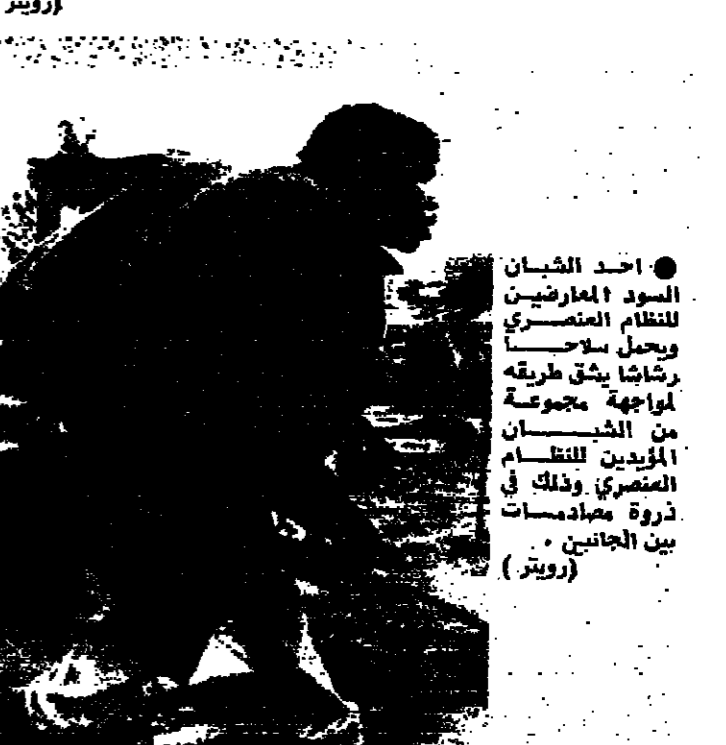 (رويتر
● احد الشبان
السود المعارضين
للنظام العنصري
ويحمل سلاحا
رشاشا يشق طريقه
لمواجهة مجموعة
من الشبان
المؤيدين للنظام
العنصري وذلك في
ذروة مصادمات
بين الجانبين .
(رويتر)